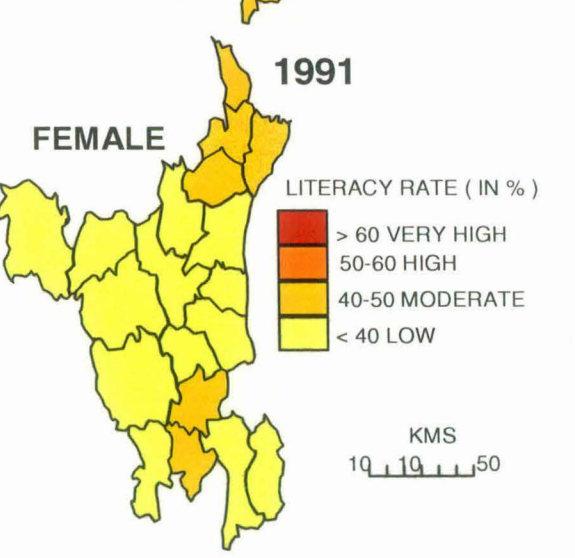 1991
FEMALE
LITERACY RATE ( IN % )
> 60 VERY HIGH
50-60 HIGH
40-50 MODERATE
< 40 LOW
KMS
10 10 50